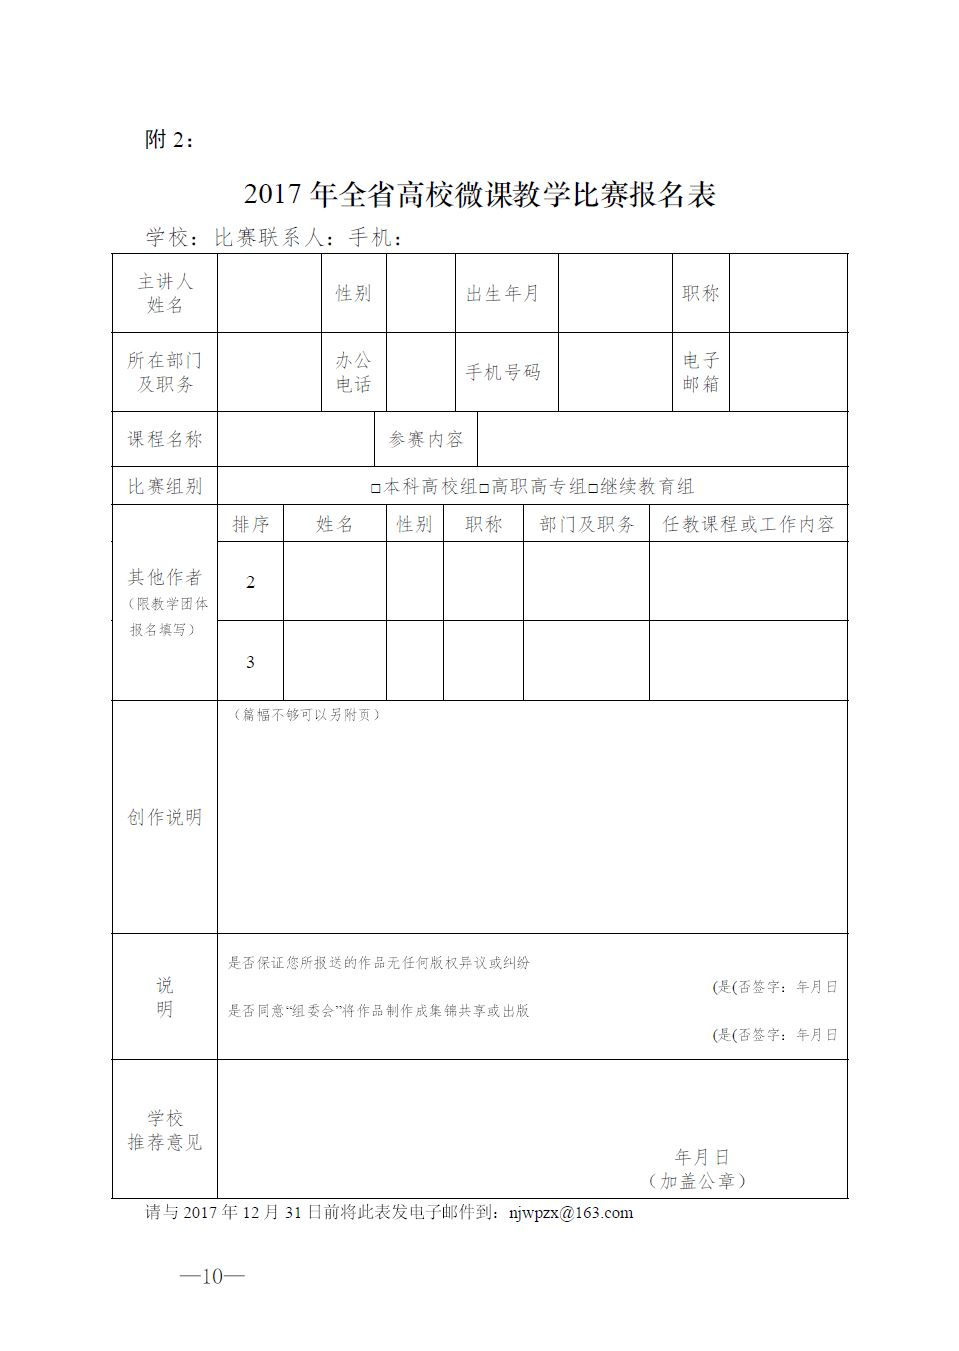 附 2：
2017 年全省高校微课教学比赛报名表
学校：比赛联系人：手机：
主讲人
姓名
性别
出生年月
职称
所在部门
及职务
办公
电话
手机号码
电子
邮箱
课程名称
参赛内容
比赛组别
□本科高校组□高职高专组□继续教育组
其他作者
（限教学团体
报名填写）
排序
姓名
性别
职称
部门及职务
任教课程或工作内容
2
3
创作说明
（篇幅不够可以另附页）
说
明
是否保证您所报送的作品无任何版权异议或纠纷
(是(否签字：年月日
是否同意“组委会”将作品制作成集锦共享或出版
(是(否签字：年月日
学校
推荐意见
年月日
（加盖公章）
请与 2017 年 12 月 31 日前将此表发电子邮件到：njwpzx@163.com
—10—